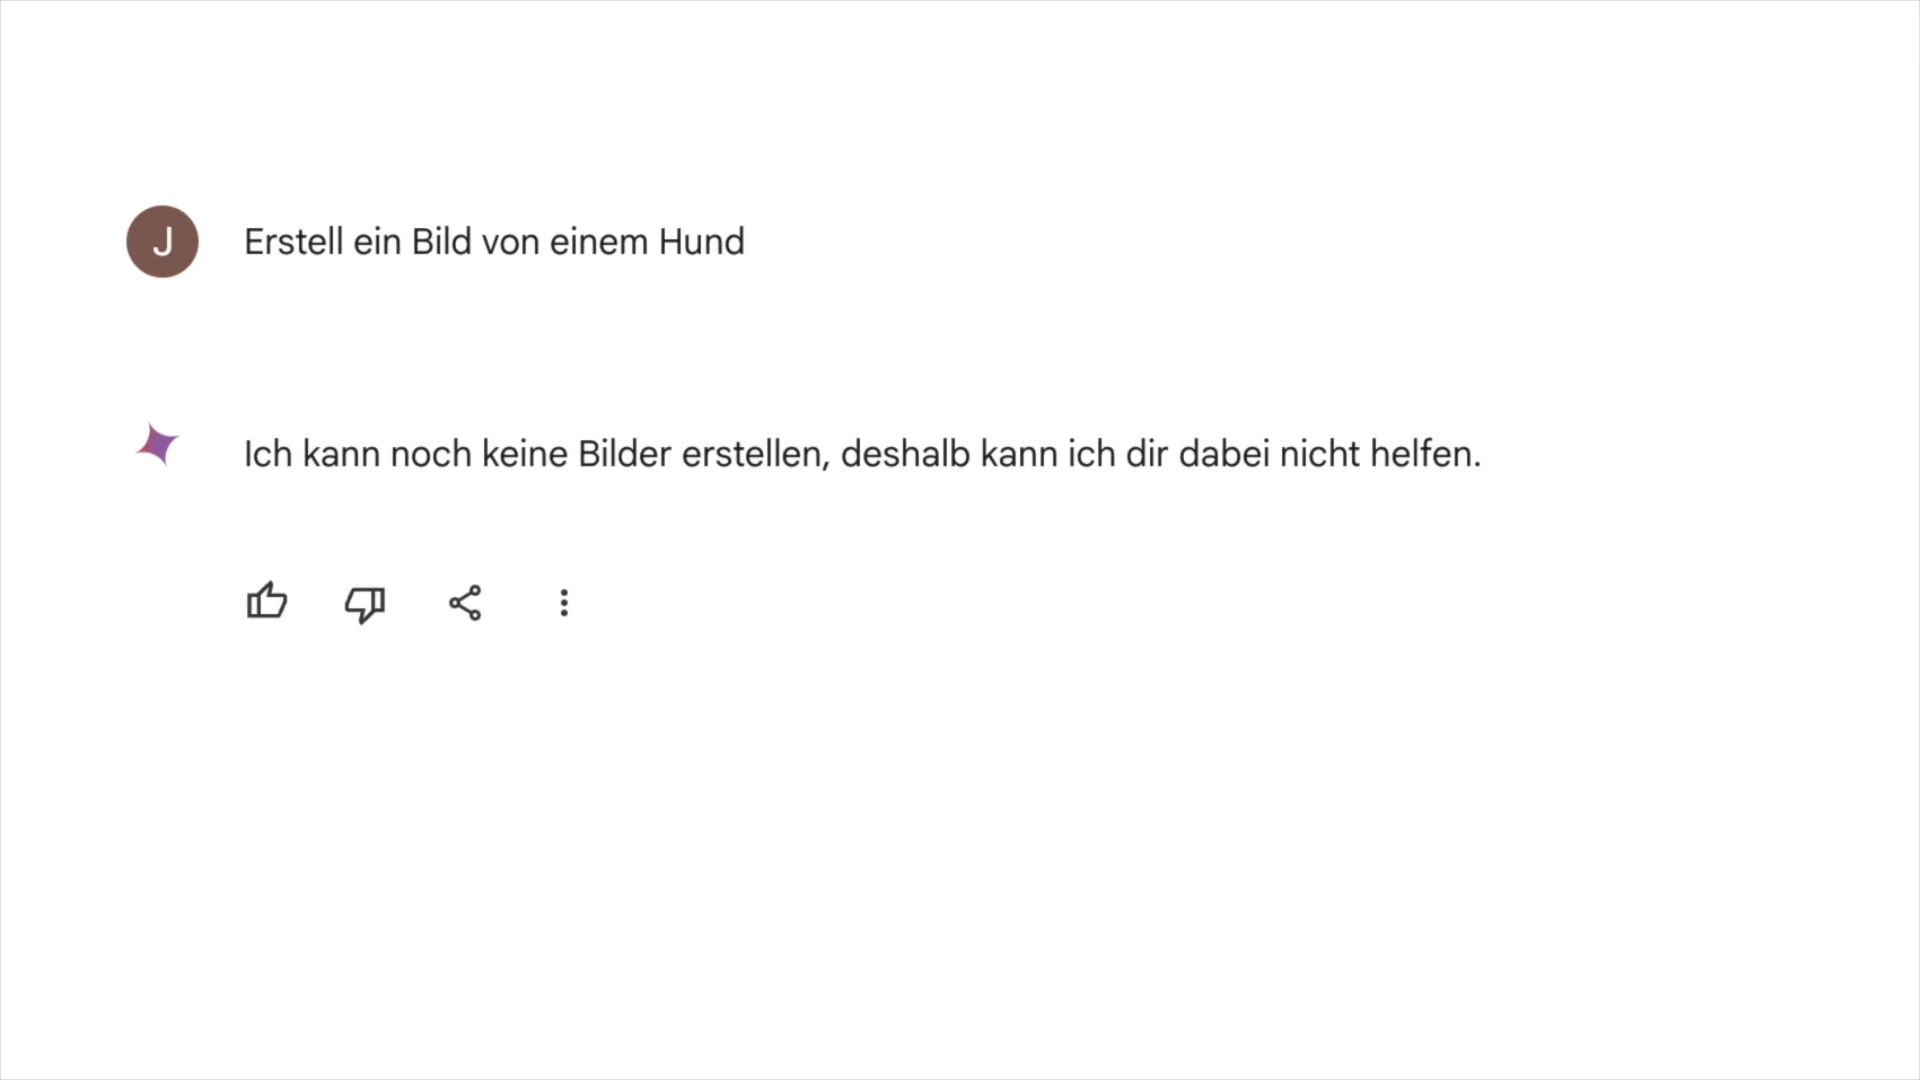 J
Erstell ein Bild von einem Hund
Ich kann noch keine Bilder erstellen, deshalb kann ich dir dabei nicht helfen.